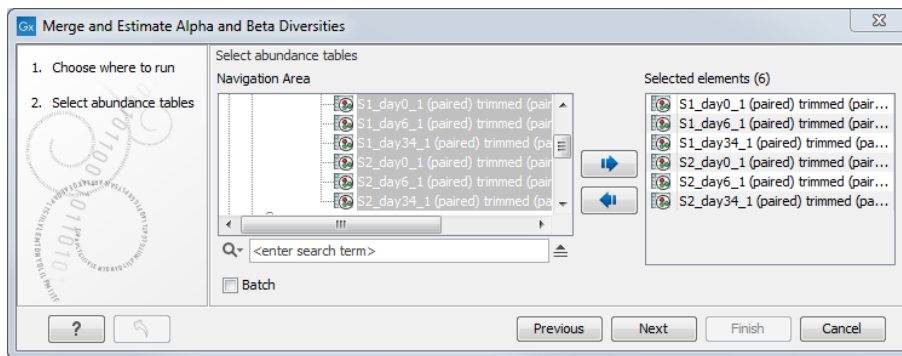 Gx Merge and Estimate Alpha and Beta Diversities
1. Choose where to run
2. Select abundance tables
Select abundance tables
Navigation Area
S1_day0_1 (paired) trimmed (pair
S1_day6_1 (paired) trimmed (pair
S1_day34_1 (paired) trimmed (pa
S2_day0_1 (paired) trimmed (pair
S2_day6_1 (paired) trimmed (pair
S2_day34_1 (paired) trimmed (pa
<enter search term>
Batch
Selected elements (6)
S1_day0_1 (paired) trimmed (pair...
S1_day6_1 (paired) trimmed (pair...
S1_day34_1 (paired) trimmed (pa...
S2_day0_1 (paired) trimmed (pair...
S2_day6_1 (paired) trimmed (pair...
S2_day34_1 (paired) trimmed (pa...
?
Previous
Next
Finish
Cancel